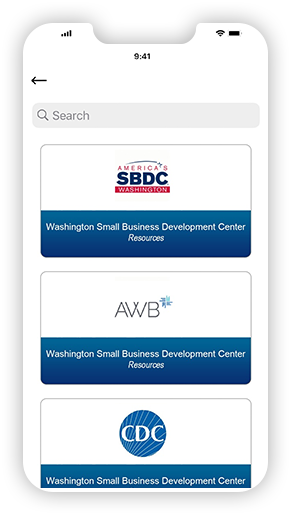 9:41
Search
AMERICA'S
SBDC
WASHINGTON
Washington Small Business Development Center
Resources
AWB
Washington Small Business Development Center
Resources
CDC
Washington Small Business Development Center